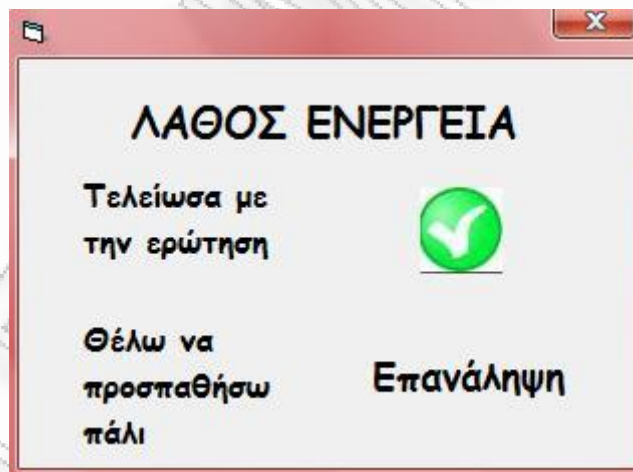 ΛΑΘΟΣ ΕΝΕΡΓΕΙΑ
Τελείωσα με
την ερώτηση
Θέλω να
προσπαθήσω
πάλι
Επανάληψη